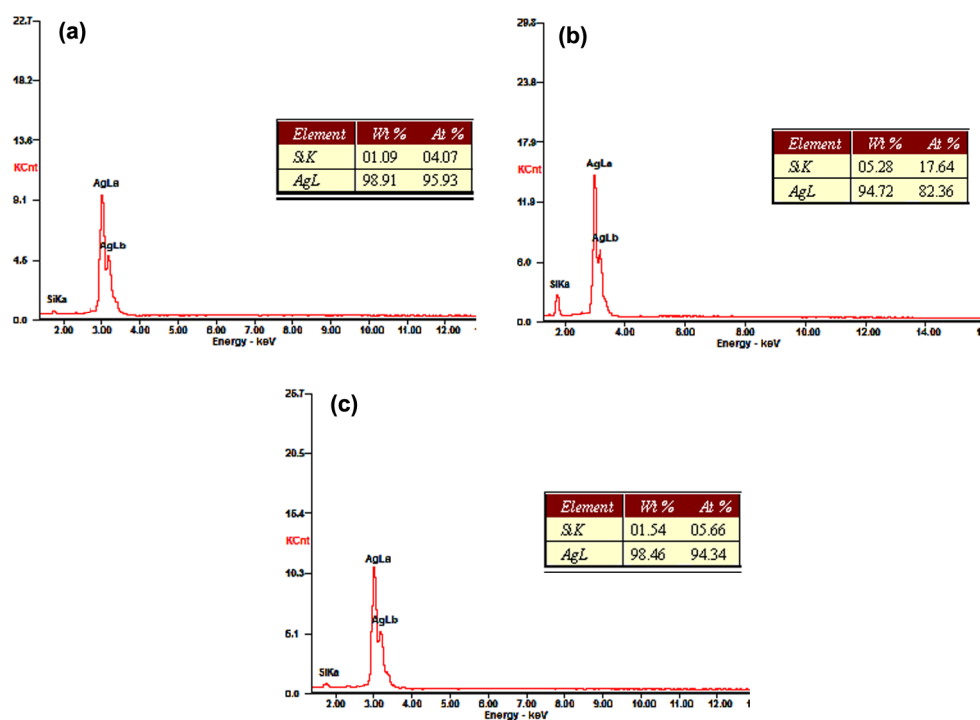 (a)
22.7
18.2
13.6
KCnt
9.1
4.5
0.0
AgLa
AgLb
SiKa
2.00 3.00 4.00 5.00 6.00 7.00 8.00 9.00 10.00 11.00 12.00
Energy - keV
Element Wt % At %
SiK 01.09 04.07
AgL 98.91 95.93
(b)
29.8
23.8
17.9
KCnt
11.9
6.0
0.0
AgLa
AgLb
SiKa
2.00 4.00 6.00 8.00 10.00 12.00 14.00
Energy - keV
Element Wt % At %
SiK 05.28 17.64
AgL 94.72 82.36
(c)
25.7
20.5
15.4
KCnt
10.3
5.1
0.0
AgLa
AgLb
SiKa
2.00 3.00 4.00 5.00 6.00 7.00 8.00 9.00 10.00 11.00 12.00
Energy - keV
Element Wt % At %
SiK 01.54 05.66
AgL 98.46 94.34